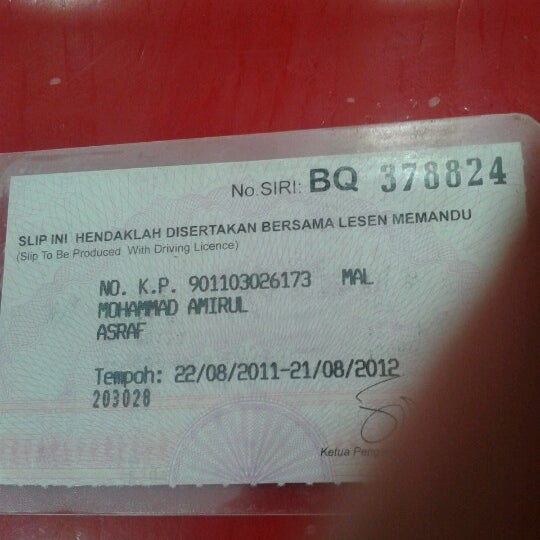 No.SIRI: BQ 378824
SLIP INI HENDAKLAH DISERTAKAN BERSAMA LESEN MEMANDU
(Slip To Be Produced With Driving Licence)
NO. K.P. 901103026173 MAL
MOHAMMAD AMIRUL
ASRAF
Tempoh: 22/08/2011-21/08/2012
203028
Ketua